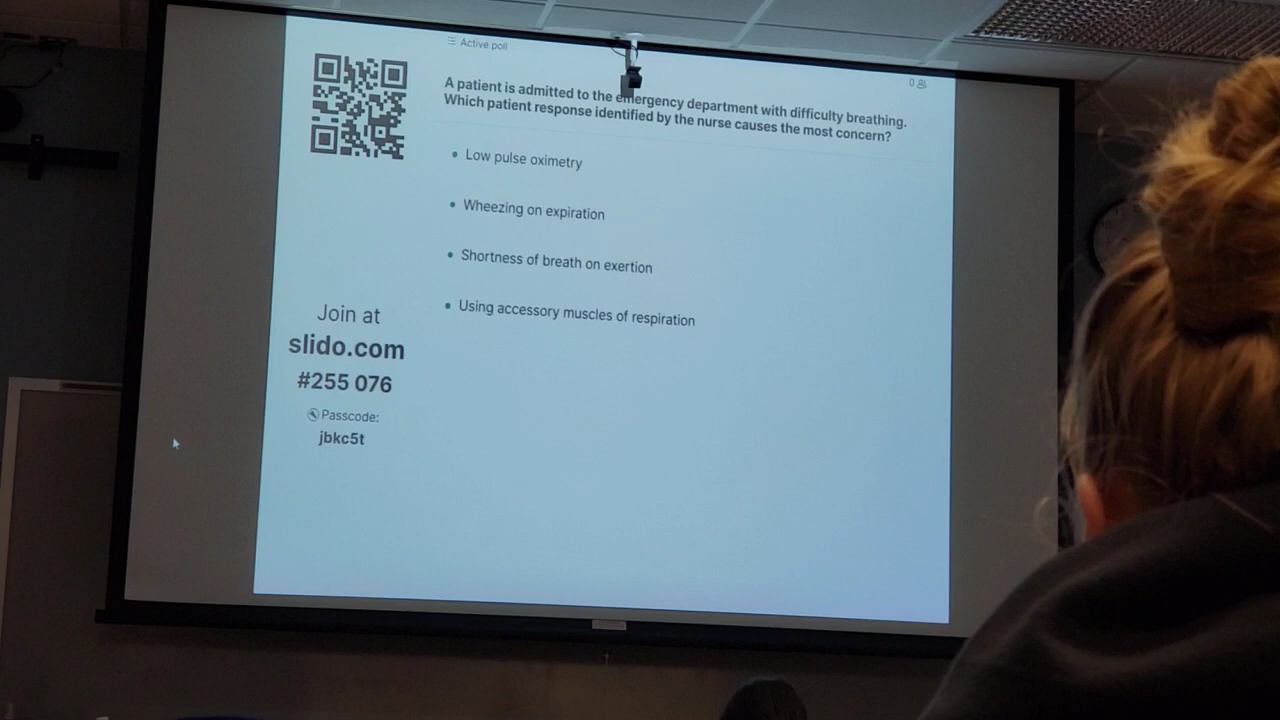 Active poll
0
A patient is admitted to the emergency department with difficulty breathing.
Which patient response identified by the nurse causes the most concern?
Low pulse oximetry
Wheezing on expiration
Shortness of breath on exertion
Using accessory muscles of respiration
Join at
slido.com
#255 076
Passcode:
jbkc5t